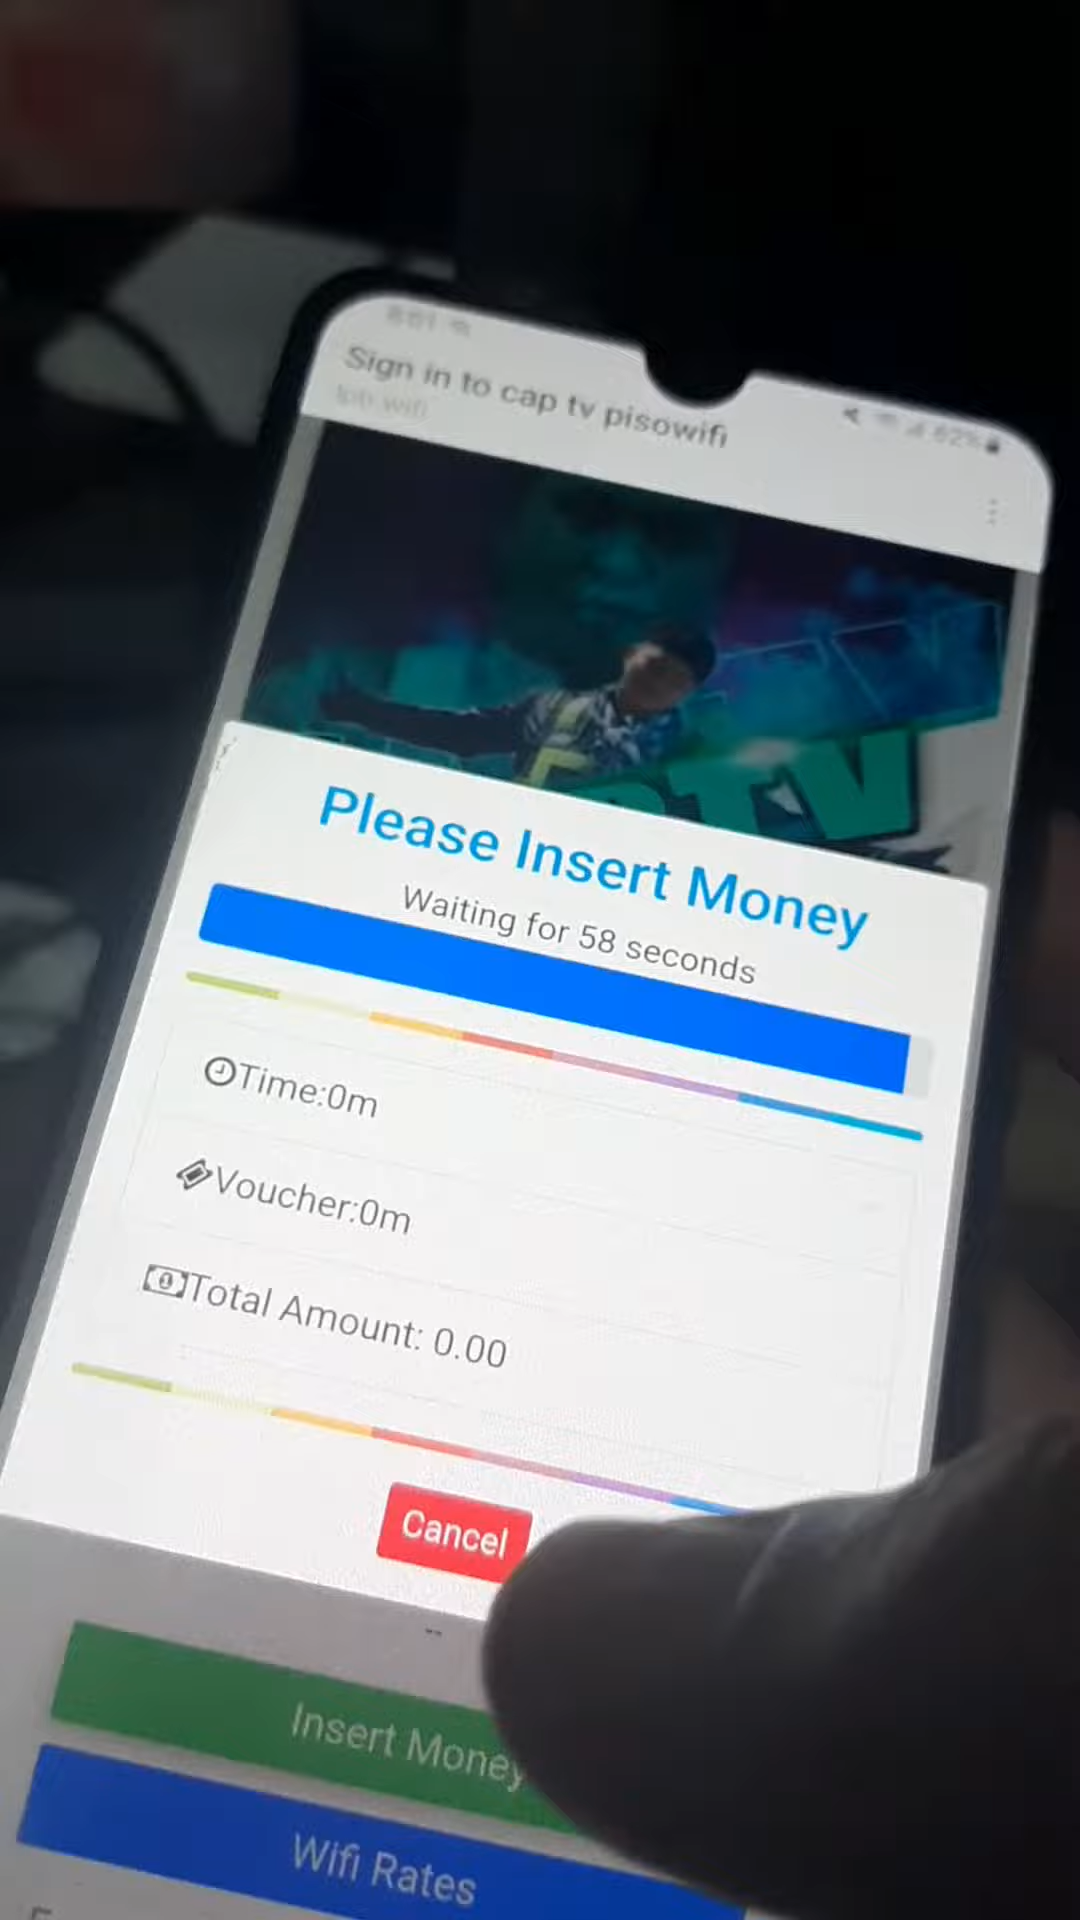 Sign in to cap tv pisowifi
TV
Please Insert Money
Waiting for 58 seconds
Time:0m
Voucher:0m
Total Amount: 0.00
Cancel
Insert Money
Wifi Rates